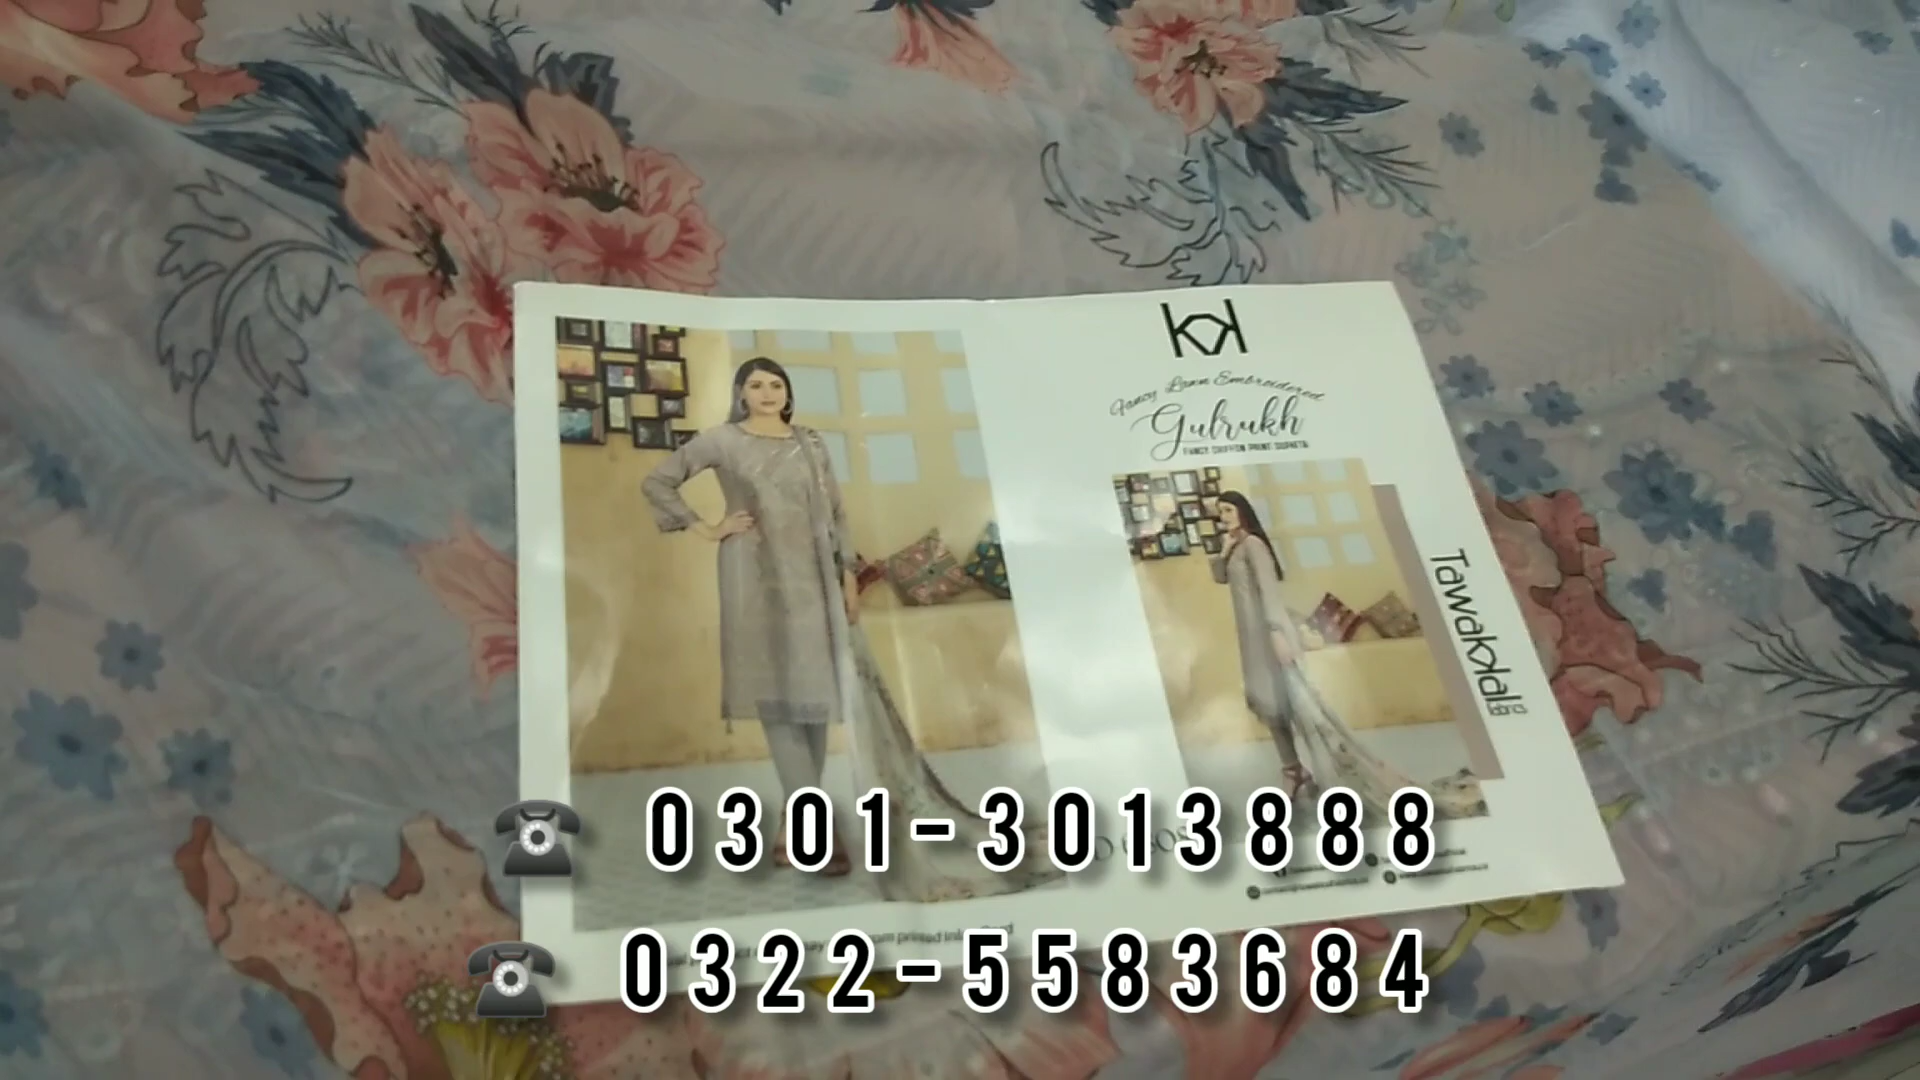 kk
Fancy Lawn Embroidered
Gulrukh
FANCY CHIFFON PRINT DUPATTA
Tawakkal
0301-3013888
0322-5583684